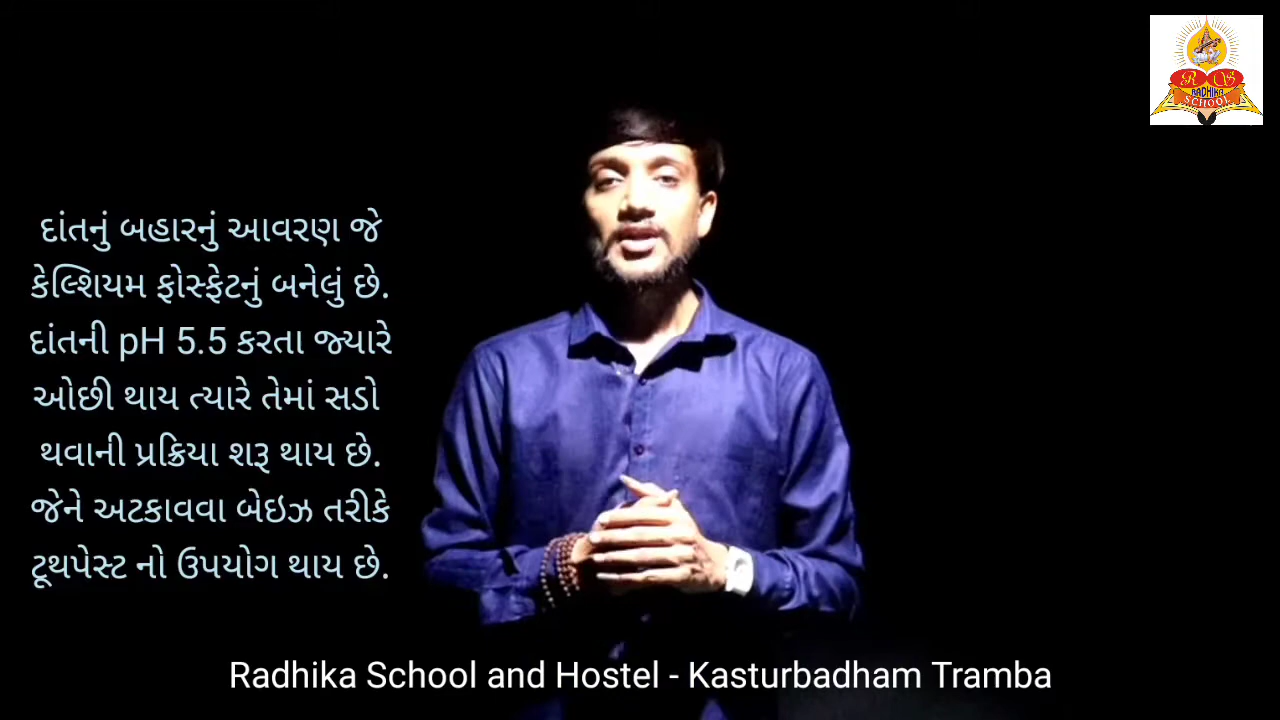 R S
RADHIKA
SCHOOL
દાંતનું બહારનું આવરણ જે
કેલ્શિયમ ફોસ્ફેટનું બનેલું છે.
દાંતની pH 5.5 કરતા જ્યારે
ઓછી થાય ત્યારે તેમાં સડો
થવાની પ્રક્રિયા શરૂ થાય છે.
જેને અટકાવવા બેઇઝ તરીકે
ટૂથપેસ્ટ નો ઉપયોગ થાય છે.
Radhika School and Hostel - Kasturbadham Tramba